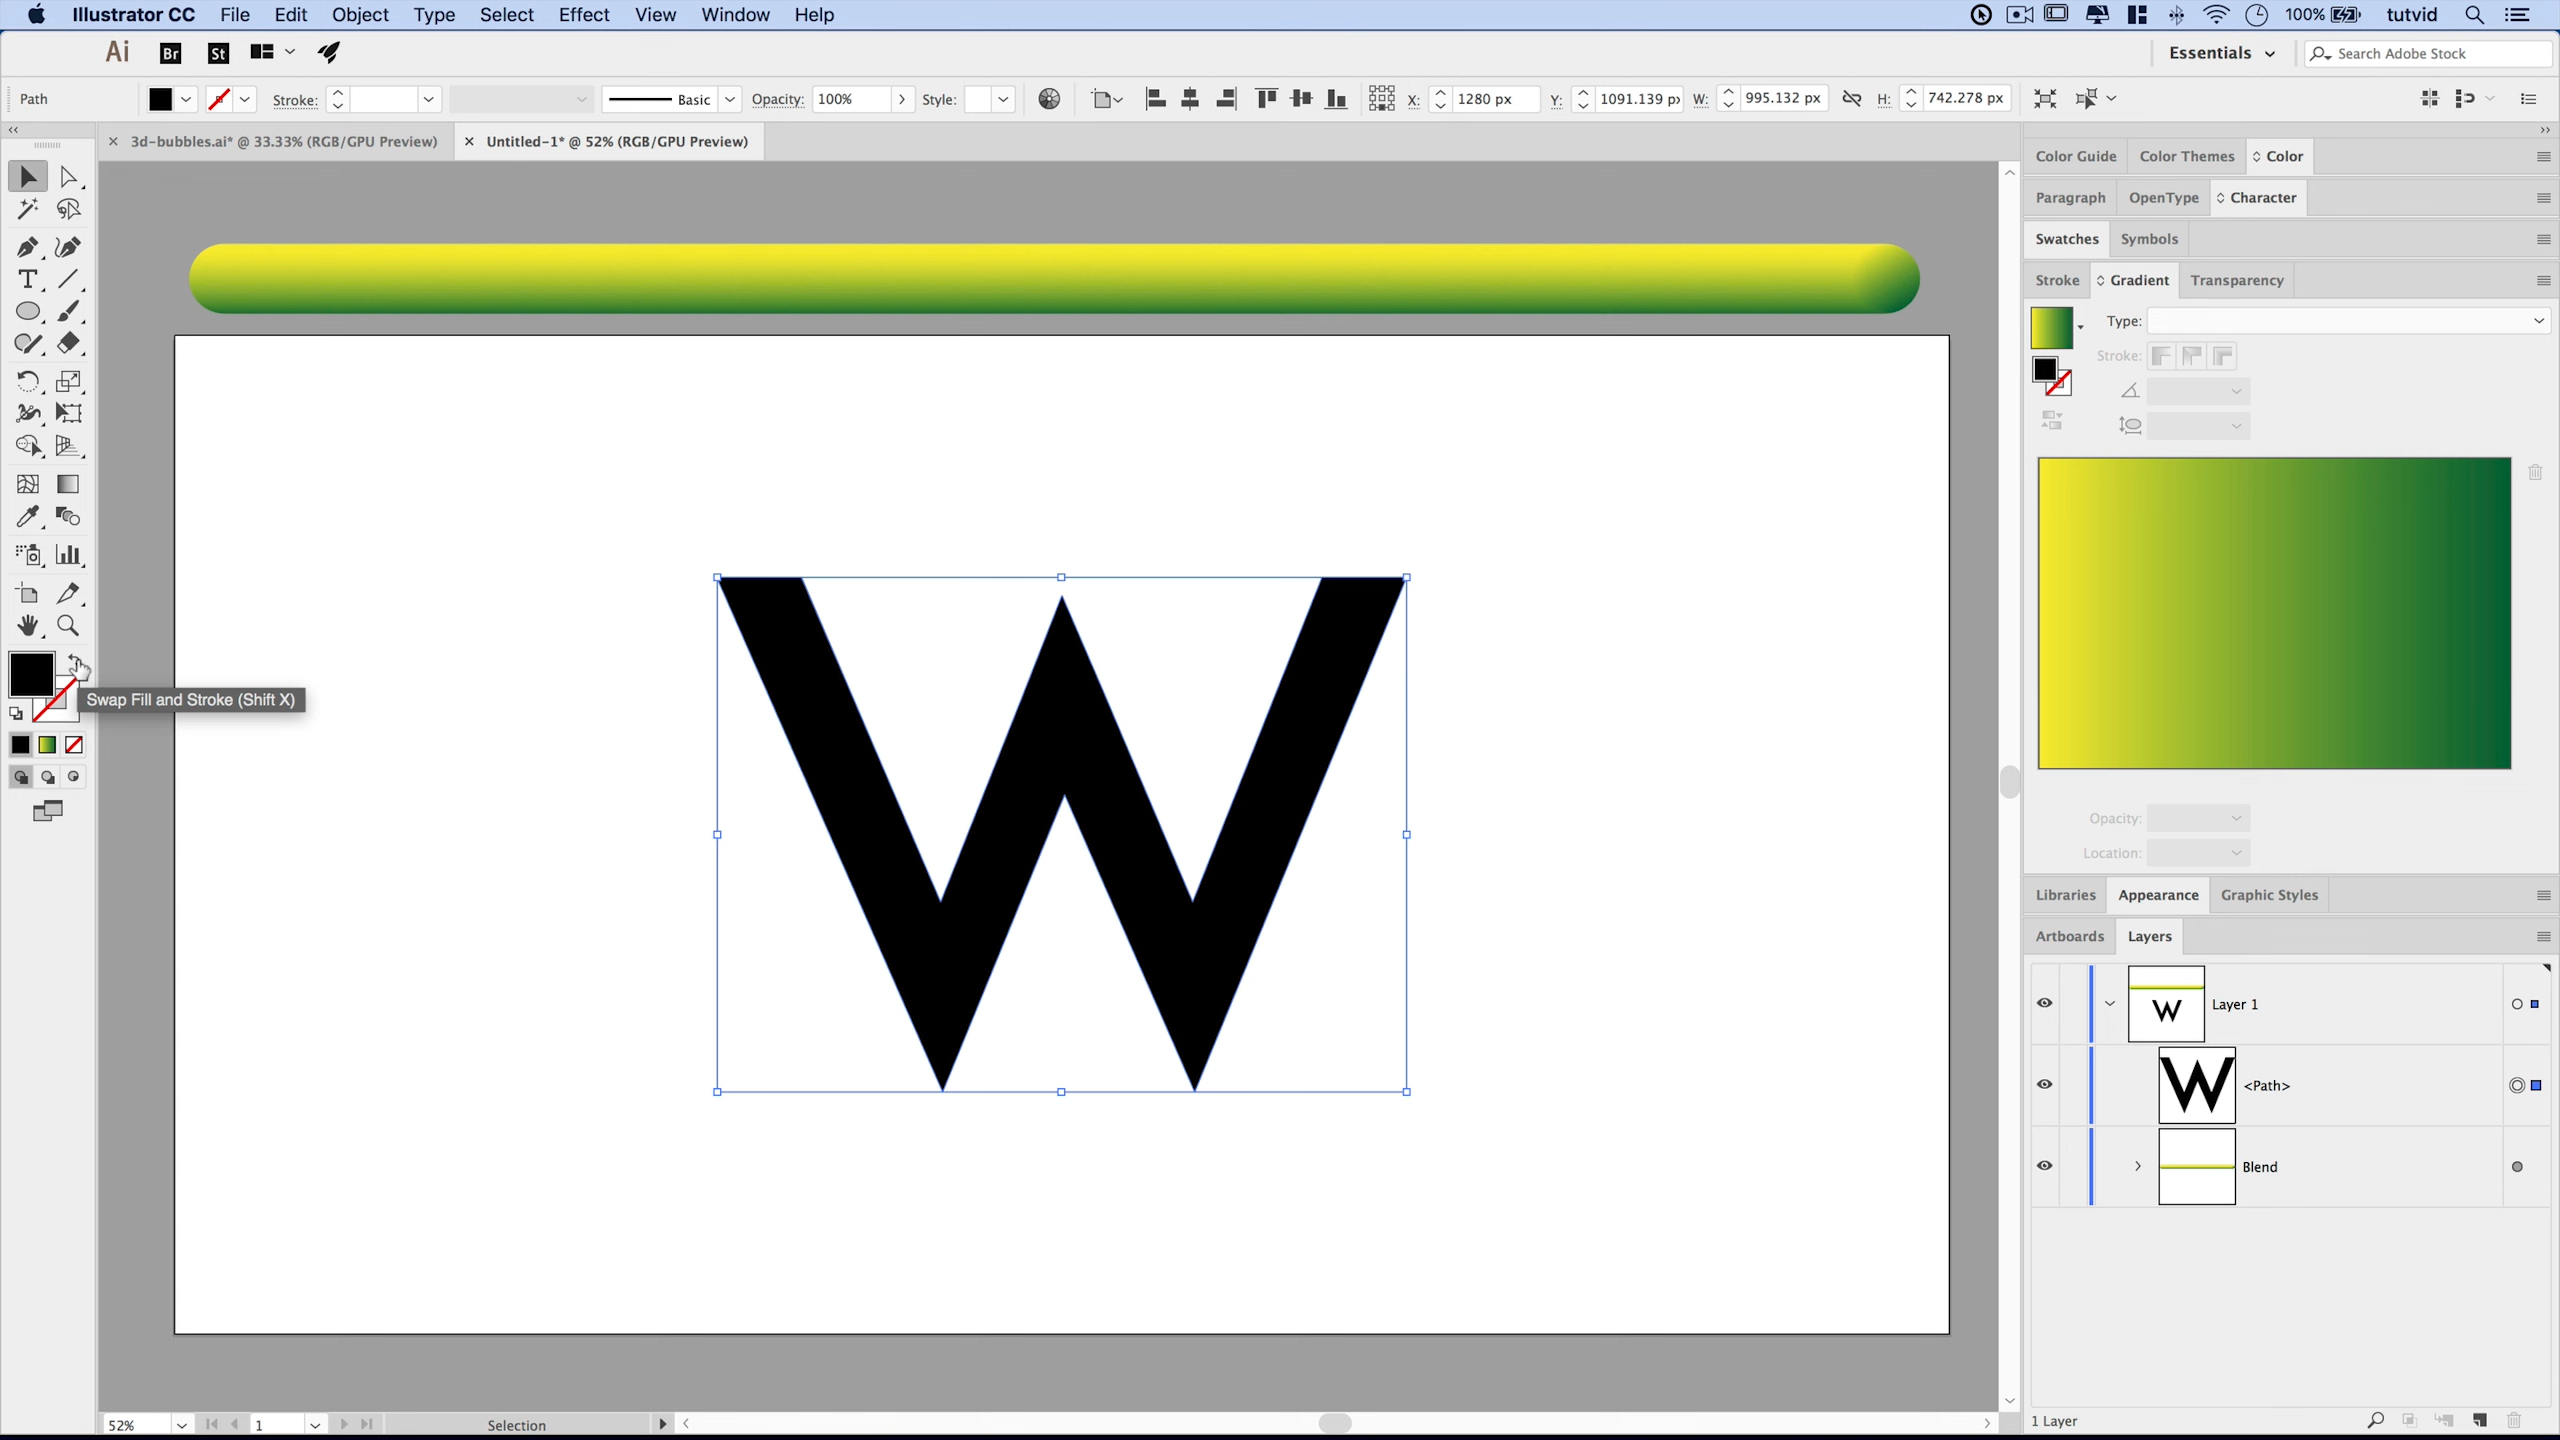 Illustrator CC File Edit Object Type Select Effect View Window Help 100% tutvid
Ai Br St Essentials Search Adobe Stock
Path Stroke: Basic Opacity: 100% Style: X: 1280 px Y: 1091.139 px W: 995.132 px H: 742.278 px
3d-bubbles.ai* @ 33.33% (RGB/GPU Preview) Untitled-1* @ 52% (RGB/GPU Preview)
Color Guide Color Themes Color
Paragraph OpenType Character
Swatches Symbols
Stroke Gradient Transparency
Type:
Stroke:
T
W
Swap Fill and Stroke (Shift X)
Opacity:
Location:
Libraries Appearance Graphic Styles
Artboards Layers
W Layer 1
W <Path>
Blend
52% 1 Selection
1 Layer